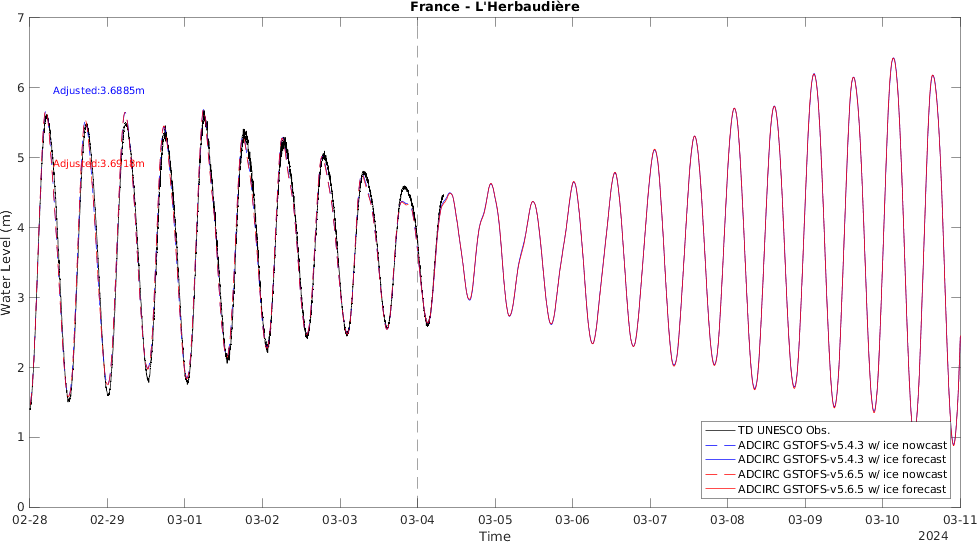 France - L'Herbaudière
7
6
5
4
3
2
1
0
Water Level (m)
Adjusted:3.6885m
Adjusted:3.6918m
TD UNESCO Obs.
ADCIRC GSTOFS-v5.4.3 w/ ice nowcast
ADCIRC GSTOFS-v5.4.3 w/ ice forecast
ADCIRC GSTOFS-v5.6.5 w/ ice nowcast
ADCIRC GSTOFS-v5.6.5 w/ ice forecast
02-28 02-29 03-01 03-02 03-03 03-04 03-05 03-06 03-07 03-08 03-09 03-10 03-11
Time
2024